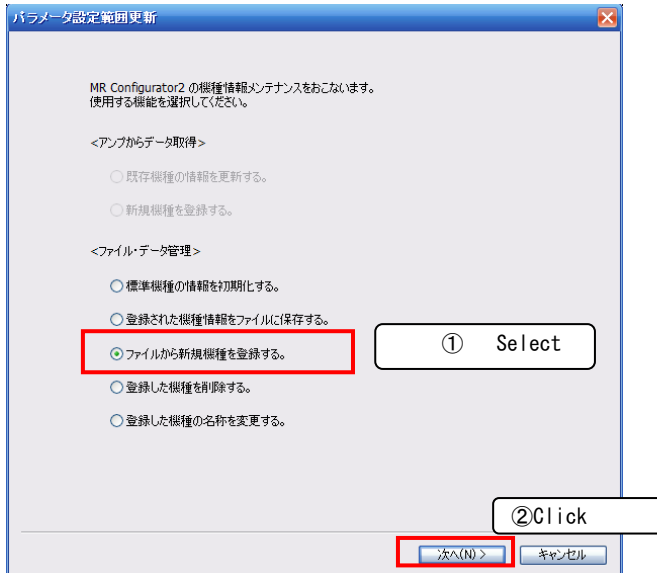 パラメータ設定範囲更新
MR Configurator2 の機種情報メンテナンスをおこないます。
使用する機能を選択してください。
<アンプからデータ取得>
既存機種の情報を更新する。
新規機種を登録する。
<ファイル・データ管理>
標準機種の情報を初期化する。
登録された機種情報をファイルに保存する。
ファイルから新規機種を登録する。
① Select
登録した機種を削除する。
登録した機種の名称を変更する。
②Click
次へ(N) >
キャンセル